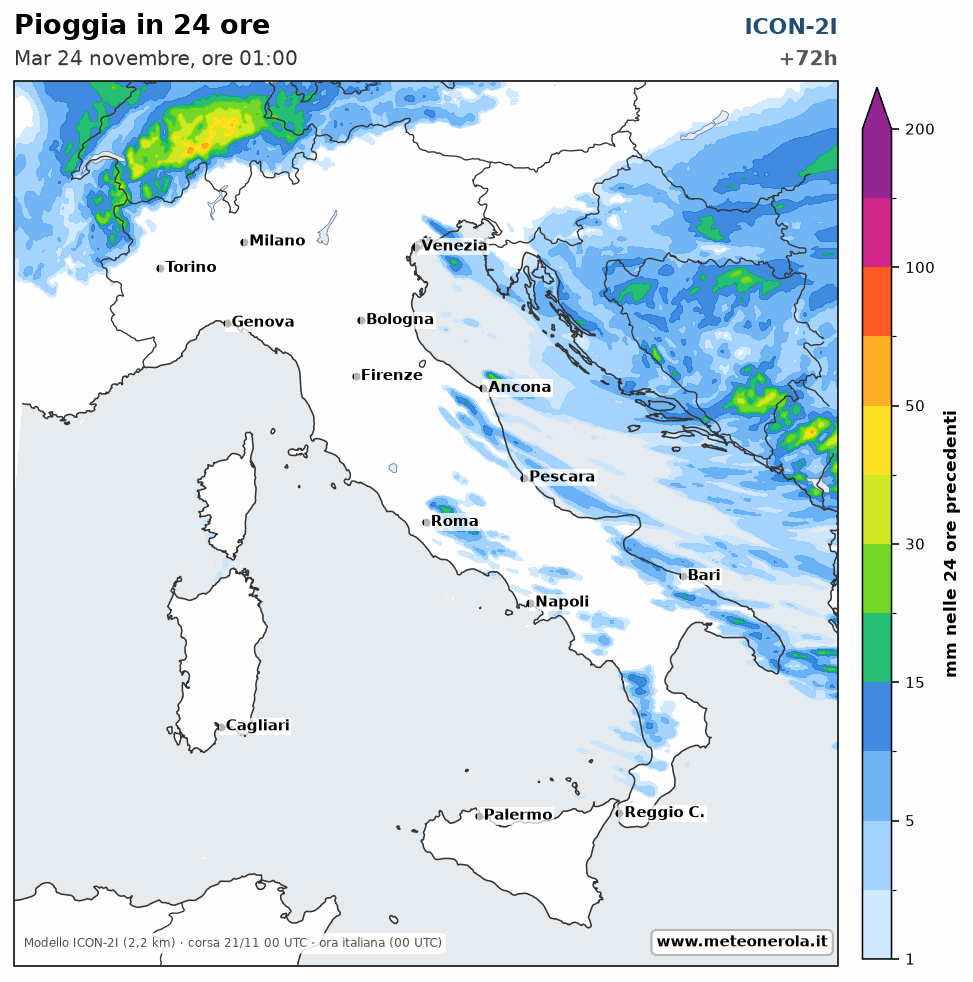 Pioggia in 24 ore
ICON-2I
Mar 24 novembre, ore 01:00
+72h
200
100
50
30
15
5
1
mm nelle 24 ore precedenti
Milano
Venezia
Torino
Genova
Bologna
Firenze
Ancona
Pescara
Roma
Bari
Napoli
Cagliari
Palermo
Reggio C.
Modello ICON-2I (2,2 km) · corsa 21/11 00 UTC · ora italiana (00 UTC)
www.meteonerola.it